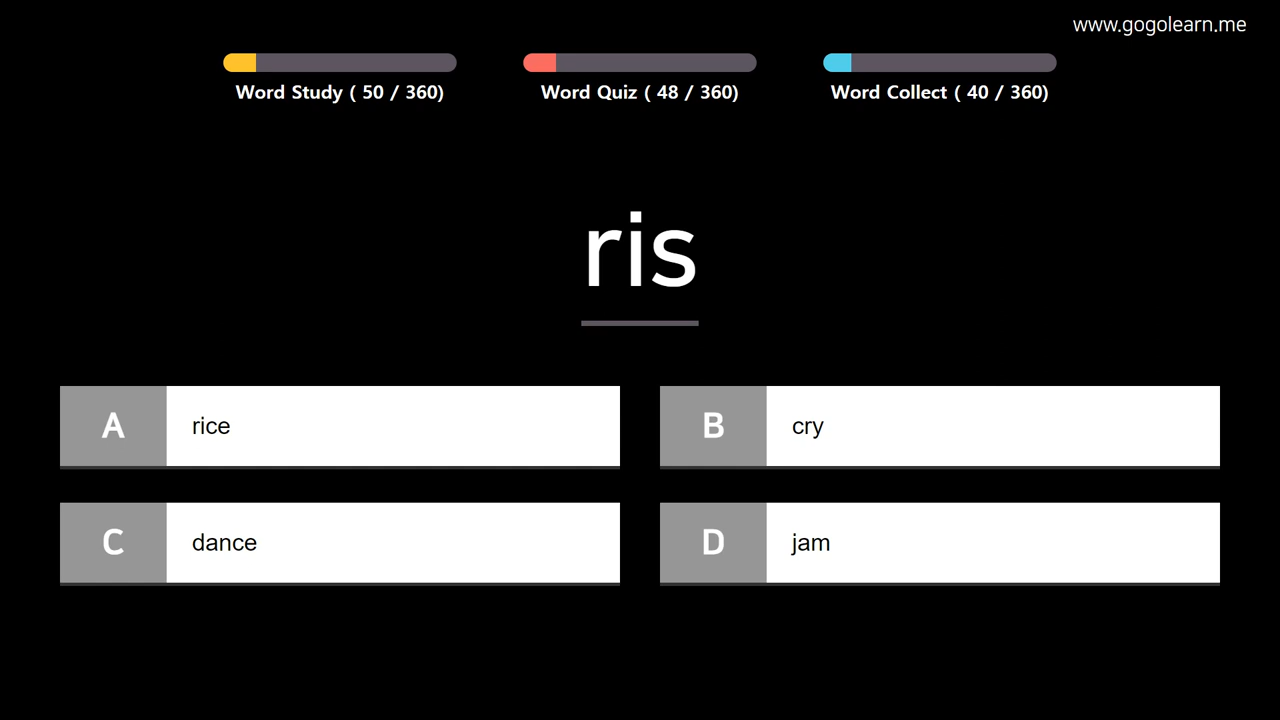 www.gogolearn.me
Word Study ( 50 / 360)
Word Quiz ( 48 / 360)
Word Collect ( 40 / 360)
ris
A rice
B cry
C dance
D jam